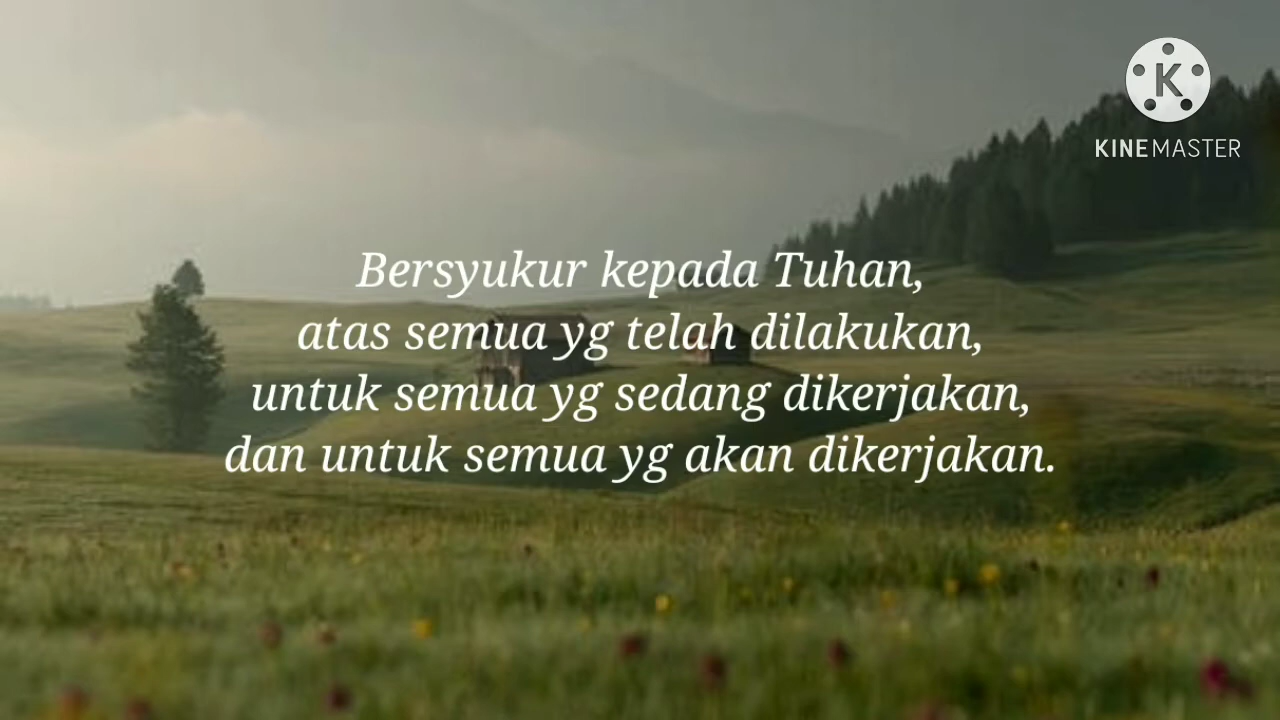 K
KINEMASTER
Bersyukur kepada Tuhan,
atas semua yg telah dilakukan,
untuk semua yg sedang dikerjakan,
dan untuk semua yg akan dikerjakan.